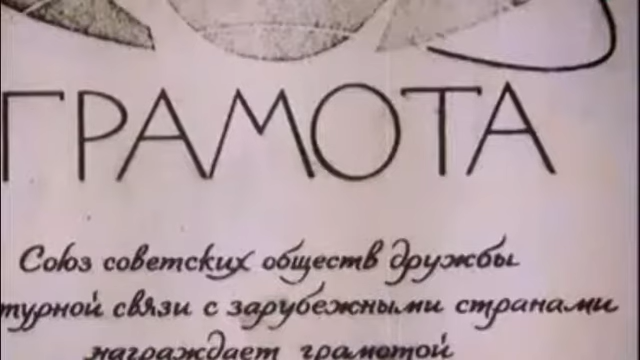 ГРАМОТА
Союз советских обществ дружбы
турной связи с зарубежными странами
награждает грамотой